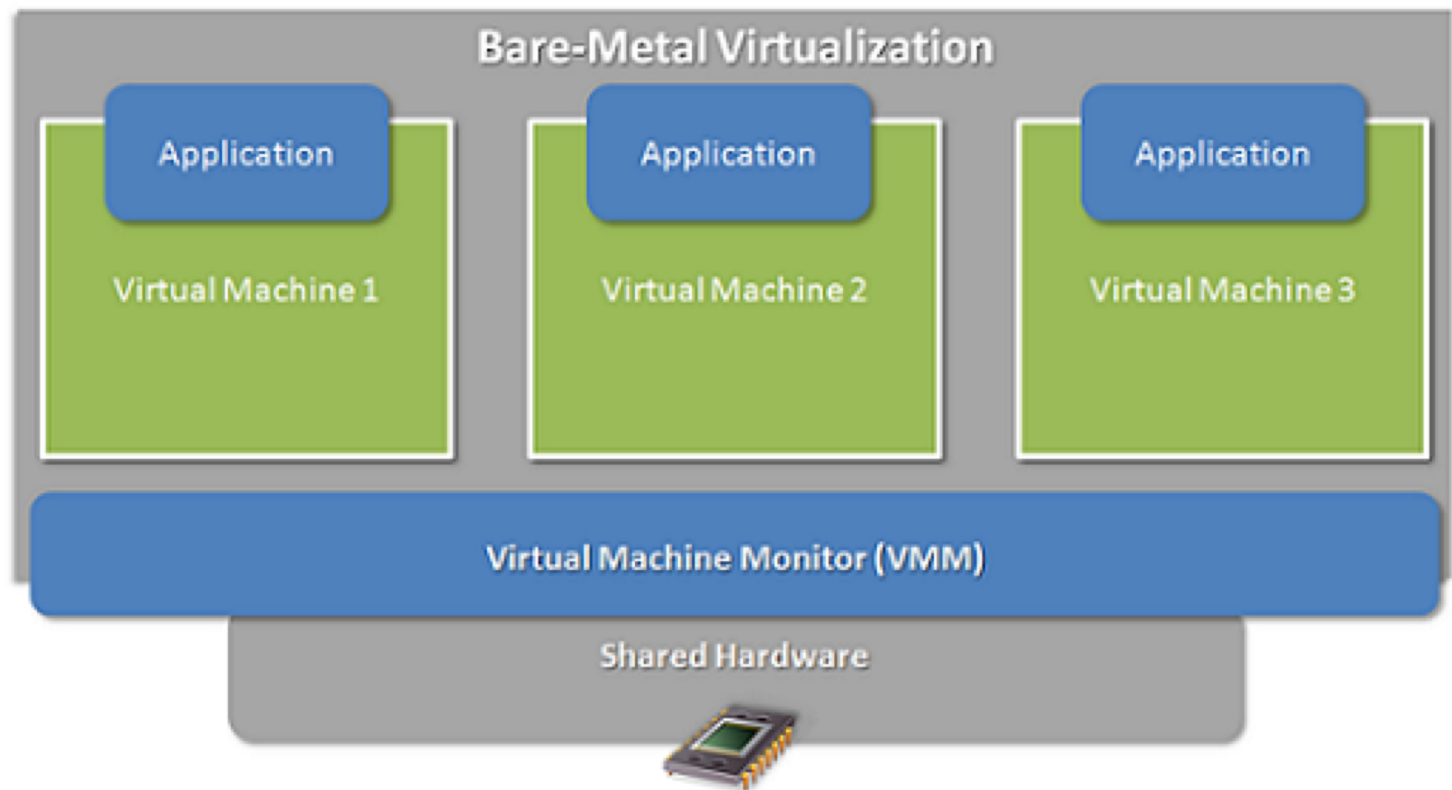 Bare-Metal Virtualization
Application
Application
Application
Virtual Machine 1
Virtual Machine 2
Virtual Machine 3
Virtual Machine Monitor (VMM)
Shared Hardware